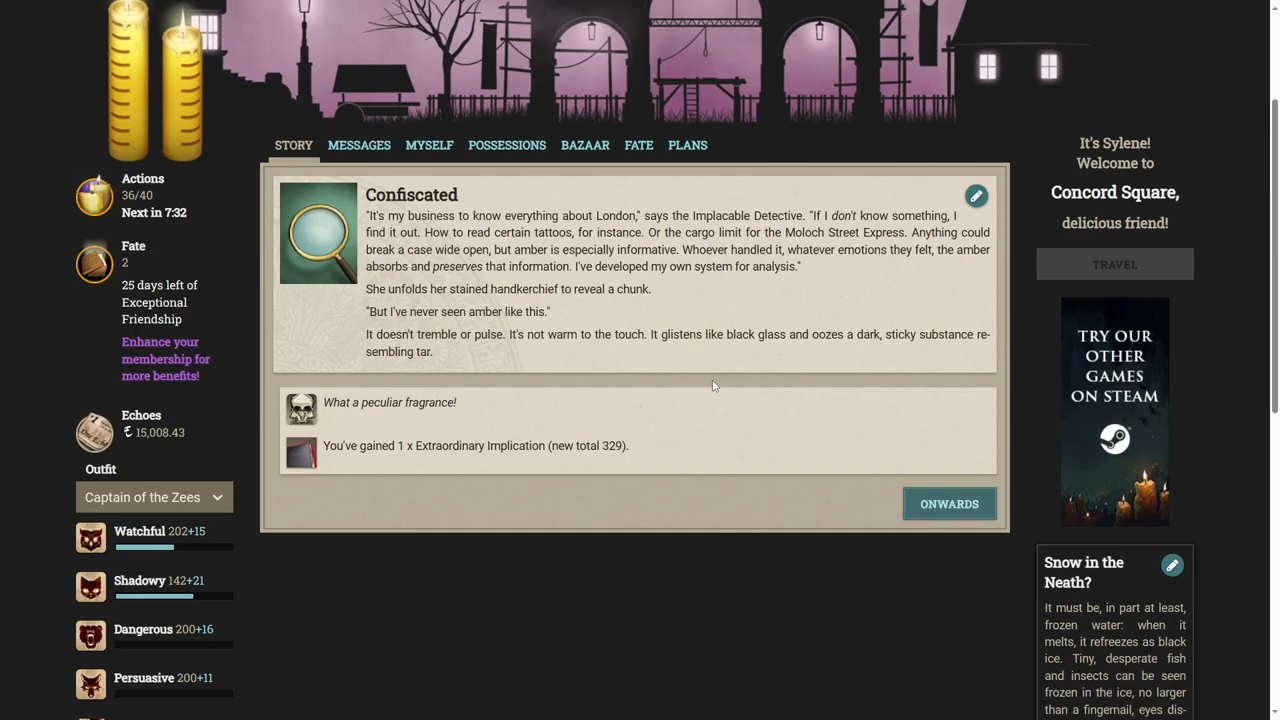 STORY MESSAGES MYSELF POSSESSIONS BAZAAR FATE PLANS
Actions
36/40
Next in 7:32
Fate
2
25 days left of
Exceptional
Friendship
Enhance your
membership for
more benefits!
Echoes
15,008.43
Outfit
Captain of the Zees
Watchful 202+15
Shadowy 142+21
Dangerous 200+16
Persuasive 200+11
Confiscated
"It's my business to know everything about London," says the Implacable Detective. "If I don't know something, I
find it out. How to read certain tattoos, for instance. Or the cargo limit for the Moloch Street Express. Anything could
break a case wide open, but amber is especially informative. Whoever handled it, whatever emotions they felt, the amber
absorbs and preserves that information. I've developed my own system for analysis."
She unfolds her stained handkerchief to reveal a chunk.
"But I've never seen amber like this."
It doesn't tremble or pulse. It's not warm to the touch. It glistens like black glass and oozes a dark, sticky substance re-
sembling tar.
What a peculiar fragrance!
You've gained 1 x Extraordinary Implication (new total 329).
ONWARDS
It's Sylene!
Welcome to
Concord Square,
delicious friend!
TRAVEL
TRY OUR
OTHER
GAMES
ON STEAM
Snow in the
Neath?
It must be, in part at least,
frozen water: when it
melts, it refreezes as black
ice. Tiny, desperate fish
and insects can be seen
frozen in the ice, no larger
than a fingernail, eyes dis-